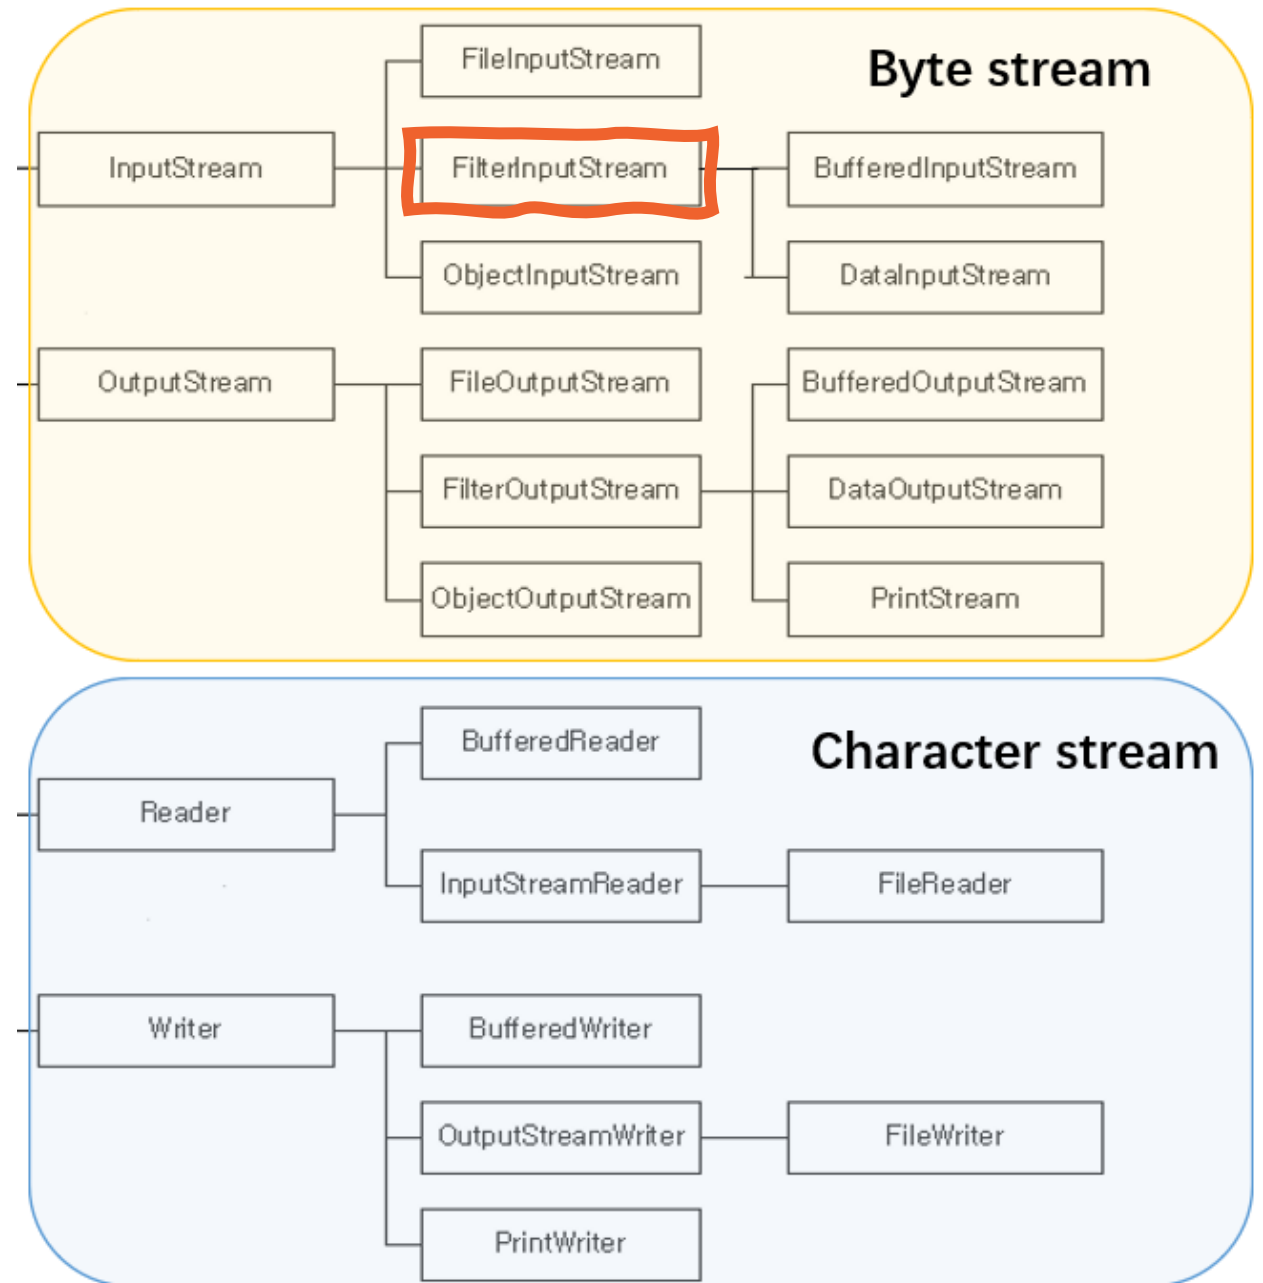 FileInputStream
Byte stream
InputStream
FilterInputStream
BufferedInputStream
ObjectInputStream
DataInputStream
OutputStream
FileOutputStream
BufferedOutputStream
FilterOutputStream
DataOutputStream
ObjectOutputStream
PrintStream
BufferedReader
Character stream
Reader
InputStreamReader
FileReader
Writer
BufferedWriter
OutputStreamWriter
FileWriter
PrintWriter